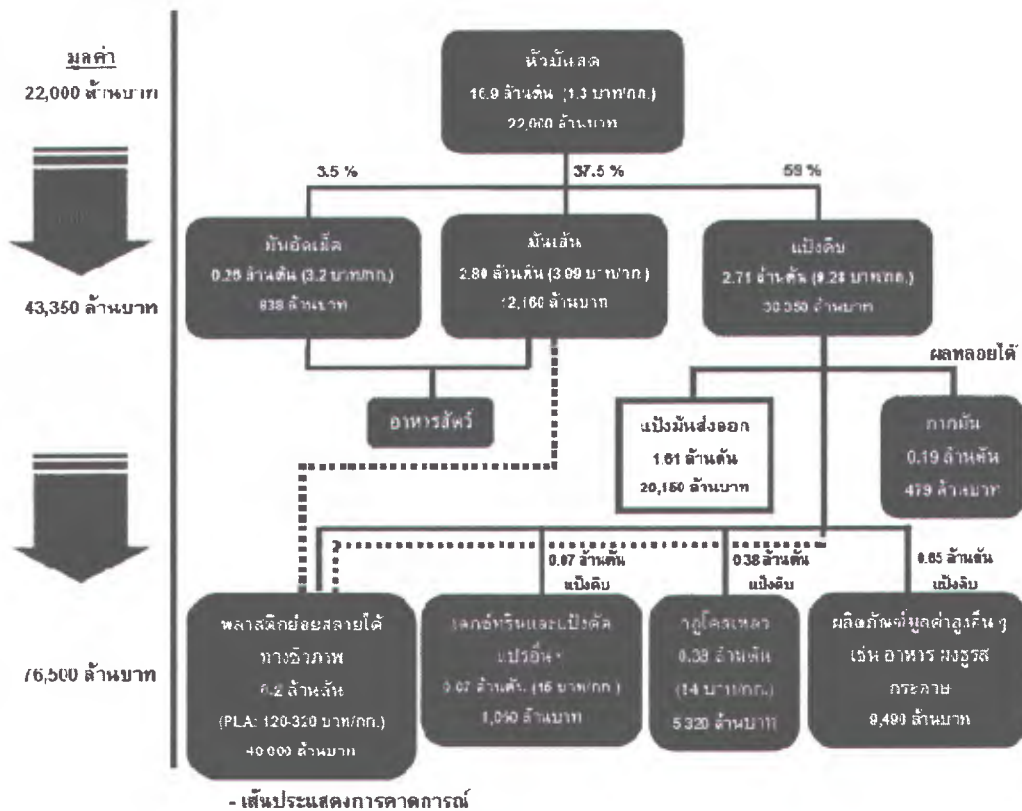 มูลค่า
22,000 ล้านบาท
หัวมันสด
16.9 ล้านตัน (1.3 บาท/กก.)
22,000 ล้านบาท
3.5 %
37.5 %
59 %
มันอัดเม็ด
0.26 ล้านตัน (3.2 บาท/กก.)
838 ล้านบาท
มันเส้น
ล้านตัน
12,160 ล้านบาท
แป้งดิบ
2.71 ล้านตัน
30,350 ล้านบาท
43,350 ล้านบาท
ผลพลอยได้
อาหารสัตว์
แป้งมันส่งออก
1.61 ล้านตัน
20,150 ล้านบาท
กากมัน
0.19 ล้านตัน
479 ล้านบาท
0.07 ล้านตัน
แป้งดิบ
0.38 ล้านตัน
แป้งดิบ
0.65 ล้านตัน
แป้งดิบ
76,500 ล้านบาท
พลาสติกย่อยสลายได้
ทางชีวภาพ
0.2 ล้านตัน
(PLA: 120-320 บาท/กก.)
40,000 ล้านบาท
เดกซ์ทรินและแป้งดัด
แปรอื่นๆ
0.07 ล้านตัน (15 บาท/กก.)
1,050 ล้านบาท
กลูโคสเหลว
0.38 ล้านตัน
(14 บาท/กก.)
5,320 ล้านบาท
ผลิตภัณฑ์มูลค่าสูงอื่น ๆ
เช่น อาหาร ผงชูรส
กระดาษ
9,490 ล้านบาท
- เส้นประแสดงการคาดการณ์